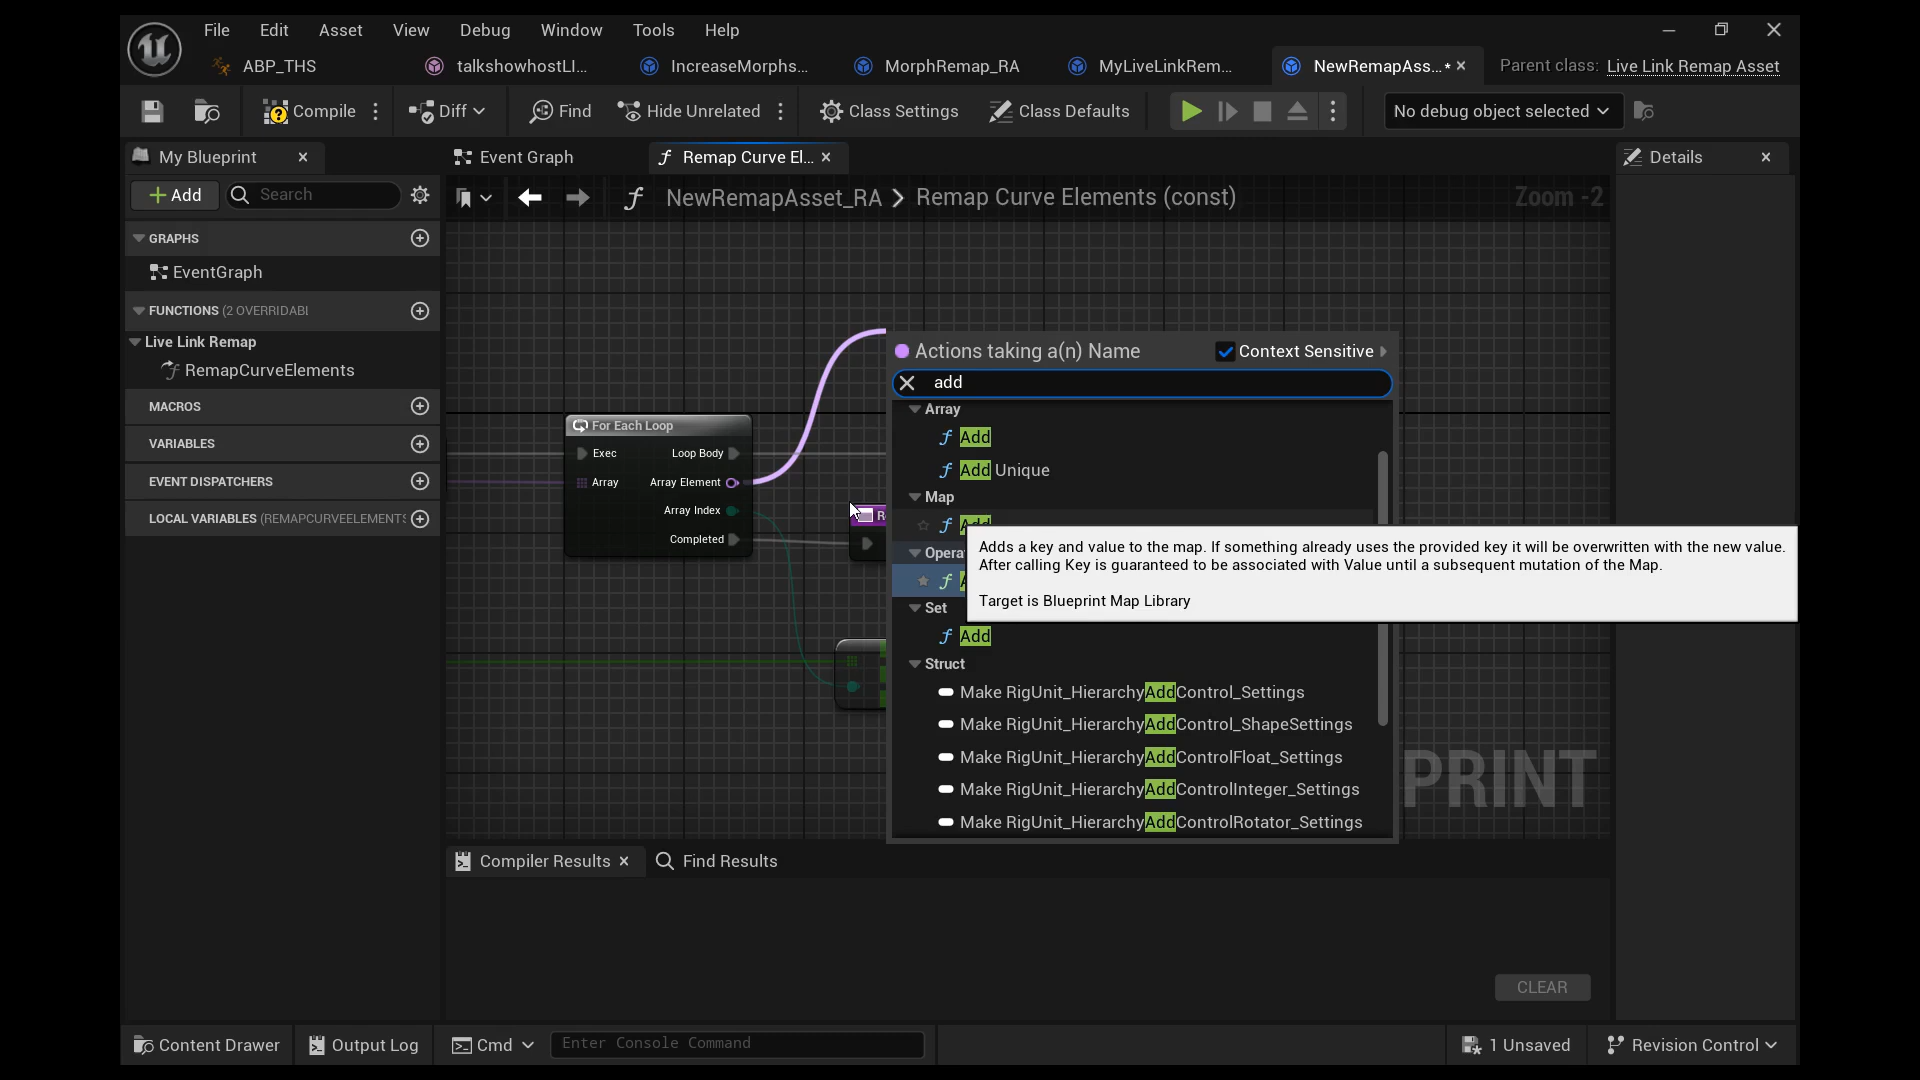 File Edit Asset View Debug Window Tools Help
ABP_THS talkshowhostLI... IncreaseMorphs... MorphRemap_RA MyLiveLinkRem... NewRemapAss...• Parent class: Live Link Remap Asset
Compile Diff Find Hide Unrelated Class Settings Class Defaults No debug object selected
My Blueprint Event Graph Remap Curve El... Details
Add Search NewRemapAsset_RA Remap Curve Elements (const) Zoom -2
GRAPHS
EventGraph
FUNCTIONS (2 OVERRIDABL
Live Link Remap
RemapCurveElements
MACROS
VARIABLES
EVENT DISPATCHERS
LOCAL VARIABLES (REMAPCURVEELEMENTS
For Each Loop
Exec Loop Body
Array Array Element
Array Index
Completed
Actions taking a(n) Name Context Sensitive
add
Array
Add
Add Unique
Map
Add
Opera
Adds a key and value to the map. If something already uses the provided key it will be overwritten with the new value.
After calling Key is guaranteed to be associated with Value until a subsequent mutation of the Map.
Target is Blueprint Map Library
Set
Add
Struct
Make RigUnit_HierarchyAddControl_Settings
Make RigUnit_HierarchyAddControl_ShapeSettings
Make RigUnit_HierarchyAddControlFloat_Settings
Make RigUnit_HierarchyAddControlInteger_Settings
Make RigUnit_HierarchyAddControlRotator_Settings
PRINT
Compiler Results Find Results
CLEAR
Content Drawer Output Log Cmd Enter Console Command 1 Unsaved Revision Control